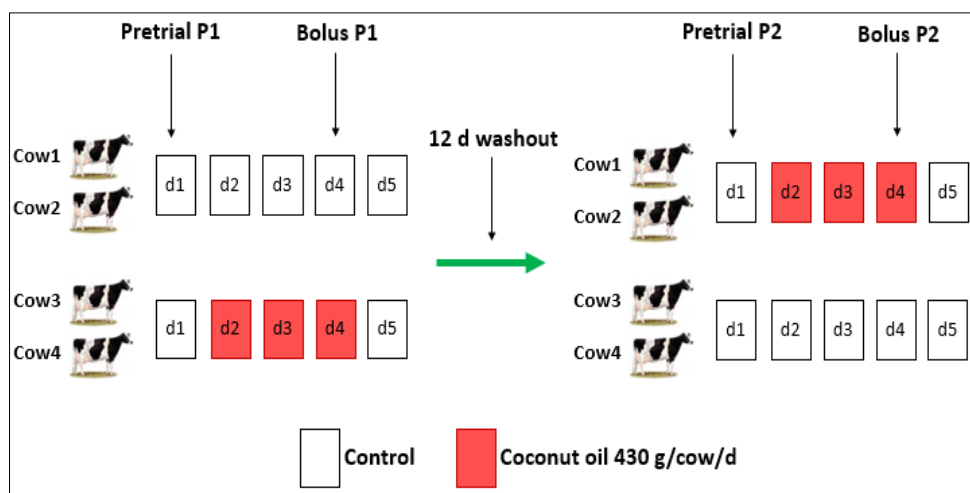 Pretrial P1
Bolus P1
Pretrial P2
Bolus P2
12 d washout
Cow1
Cow2
d1 d2 d3 d4 d5
Cow1
Cow2
d1 d2 d3 d4 d5
Cow3
Cow4
d1 d2 d3 d4 d5
Cow3
Cow4
d1 d2 d3 d4 d5
Control
Coconut oil 430 g/cow/d